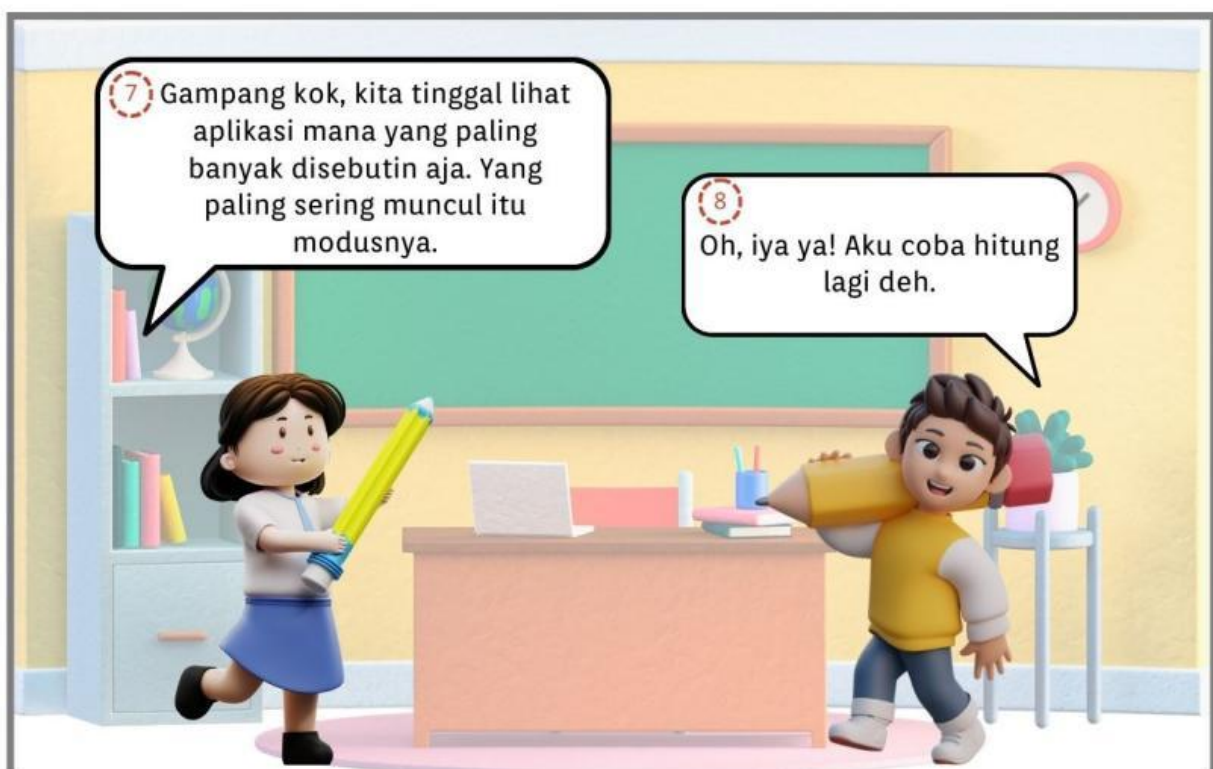 7 Gampang kok, kita tinggal lihat
aplikasi mana yang paling
banyak disebutin aja. Yang
paling sering muncul itu
modusnya.
8
Oh, iya ya! Aku coba hitung
lagi deh.